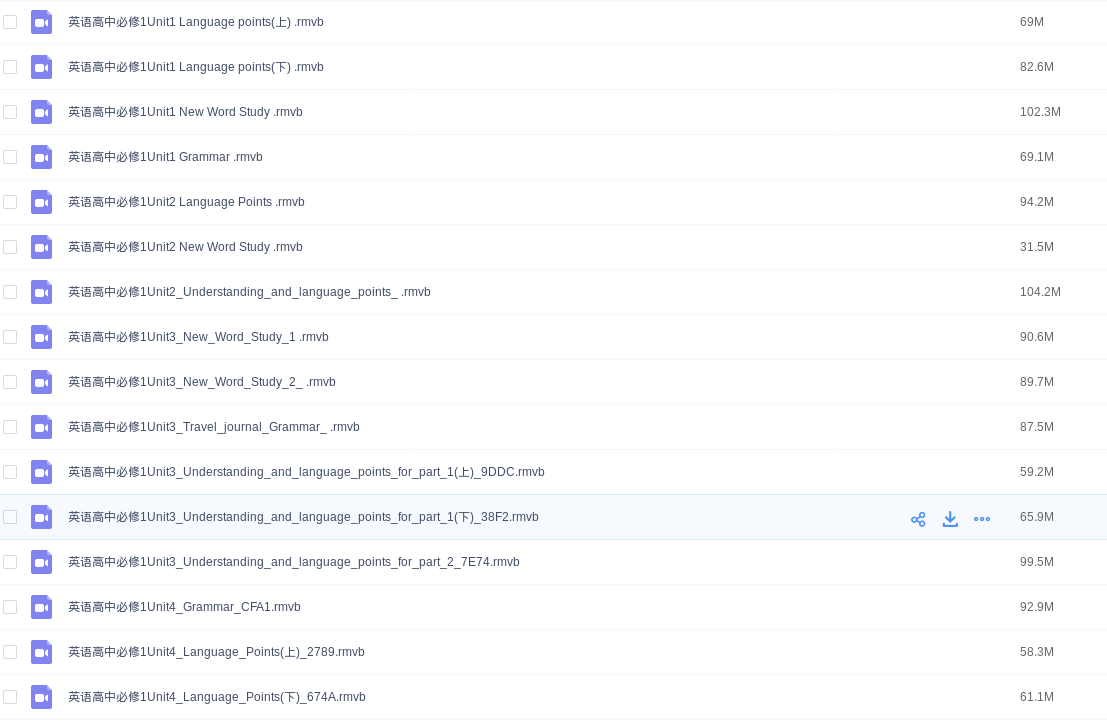 英语高中必修1Unit1 Language points(上) .rmvb 69M
英语高中必修1Unit1 Language points(下) .rmvb 82.6M
英语高中必修1Unit1 New Word Study .rmvb 102.3M
英语高中必修1Unit1 Grammar .rmvb 69.1M
英语高中必修1Unit2 Language Points .rmvb 94.2M
英语高中必修1Unit2 New Word Study .rmvb 31.5M
英语高中必修1Unit2_Understanding_and_language_points_ .rmvb 104.2M
英语高中必修1Unit3_New_Word_Study_1 .rmvb 90.6M
英语高中必修1Unit3_New_Word_Study_2_ .rmvb 89.7M
英语高中必修1Unit3_Travel_journal_Grammar_ .rmvb 87.5M
英语高中必修1Unit3_Understanding_and_language_points_for_part_1(上)_9DDC.rmvb 59.2M
英语高中必修1Unit3_Understanding_and_language_points_for_part_1(下)_38F2.rmvb 65.9M
英语高中必修1Unit3_Understanding_and_language_points_for_part_2_7E74.rmvb 99.5M
英语高中必修1Unit4_Grammar_CFA1.rmvb 92.9M
英语高中必修1Unit4_Language_Points(上)_2789.rmvb 58.3M
英语高中必修1Unit4_Language_Points(下)_674A.rmvb 61.1M